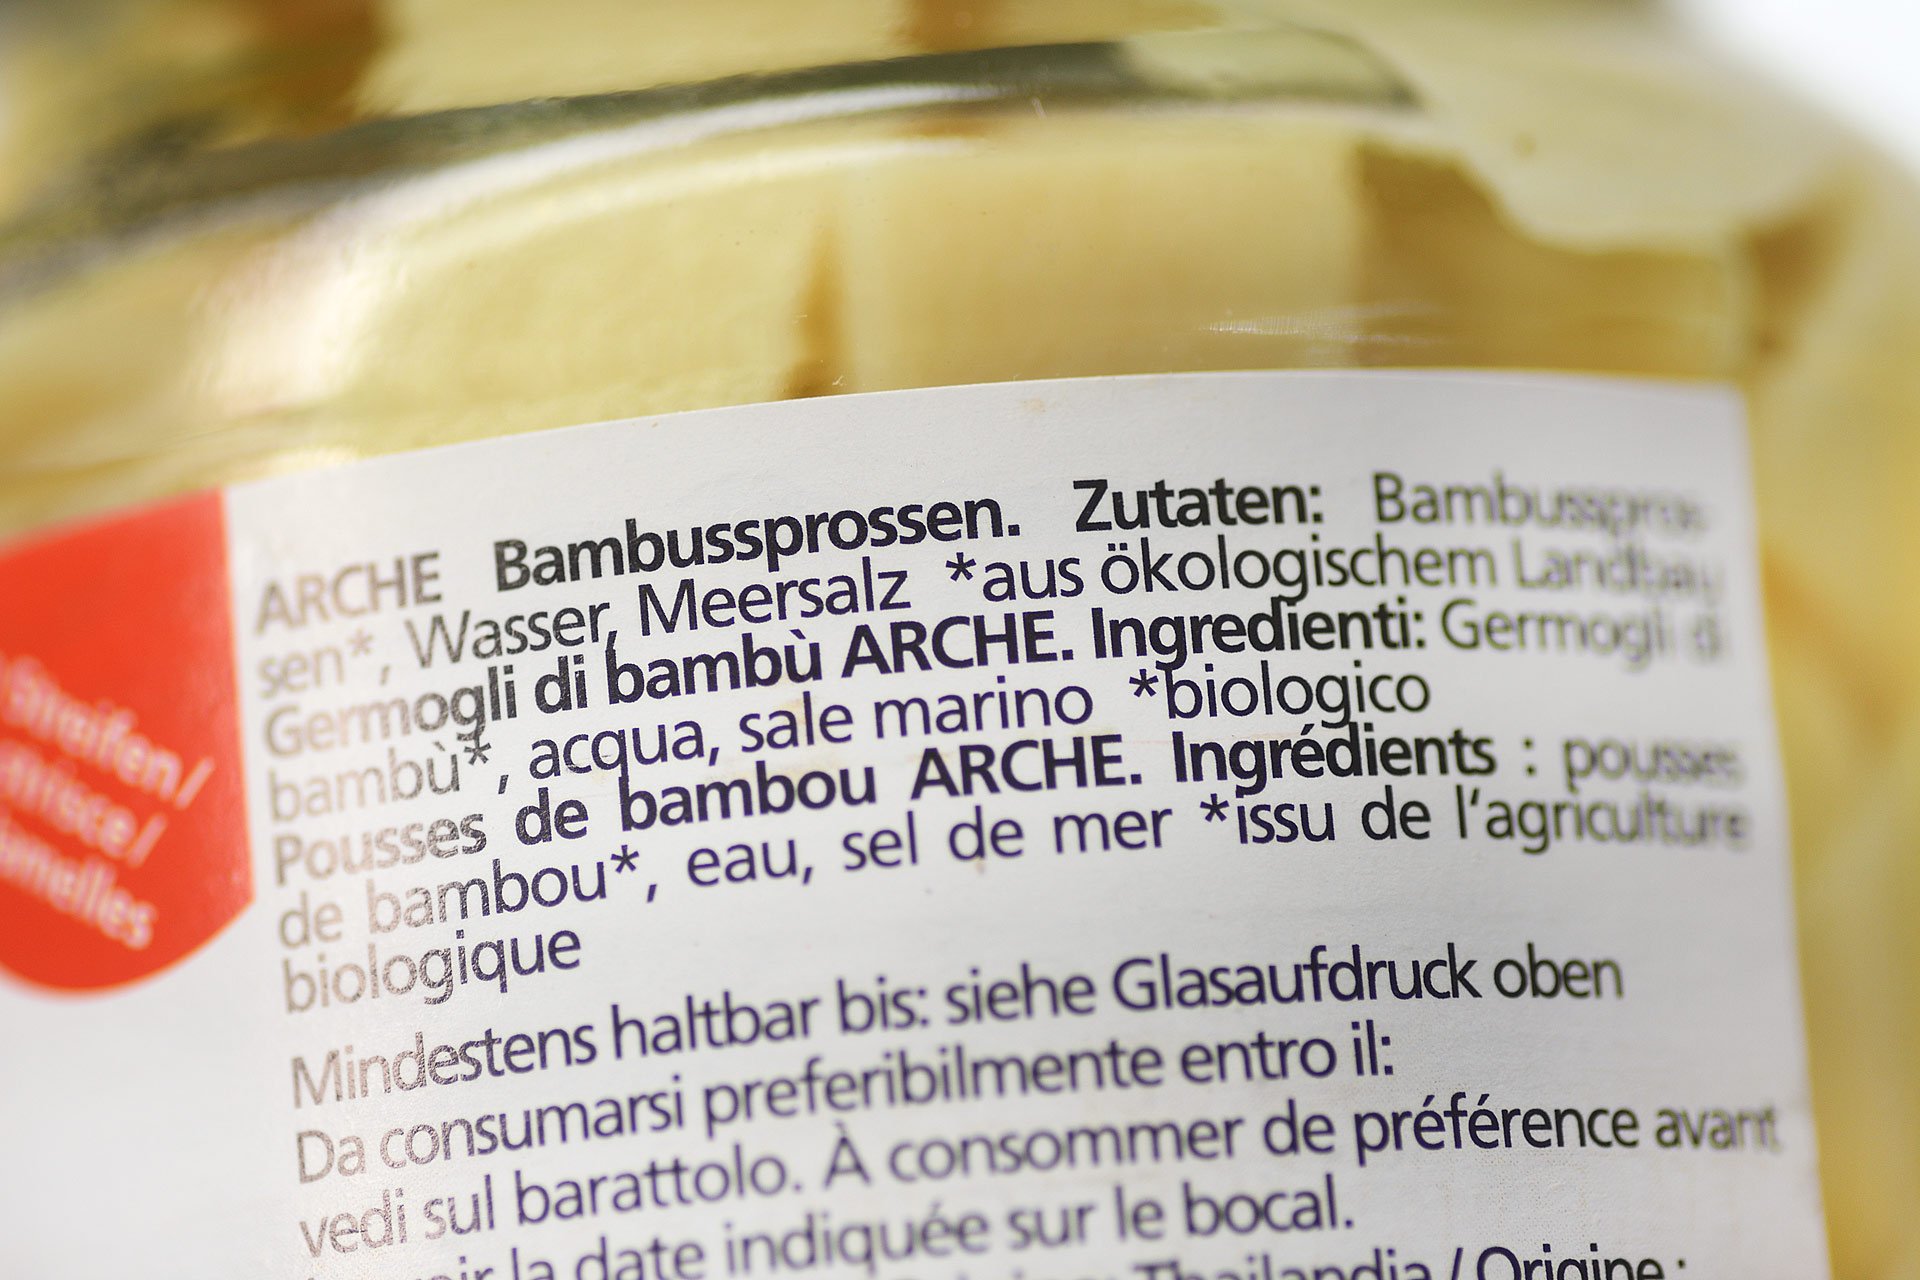 ARCHE Bambussprossen. Zutaten: Bambusspros-
sen*, Wasser, Meersalz *aus ökologischem Landbau
Germogli di bambù ARCHE. Ingredienti: Germogli di
bambù*, acqua, sale marino *biologico
Pousses de bambou ARCHE. Ingrédients : pousses
de bambou*, eau, sel de mer *issu de l‘agriculture
biologique
Mindestens haltbar bis: siehe Glasaufdruck oben
Da consumarsi preferibilmente entro il:
vedi sul barattolo. À consommer de préférence avant
la date indiquée sur le bocal.
Thailandia / Origine :
Streifen/